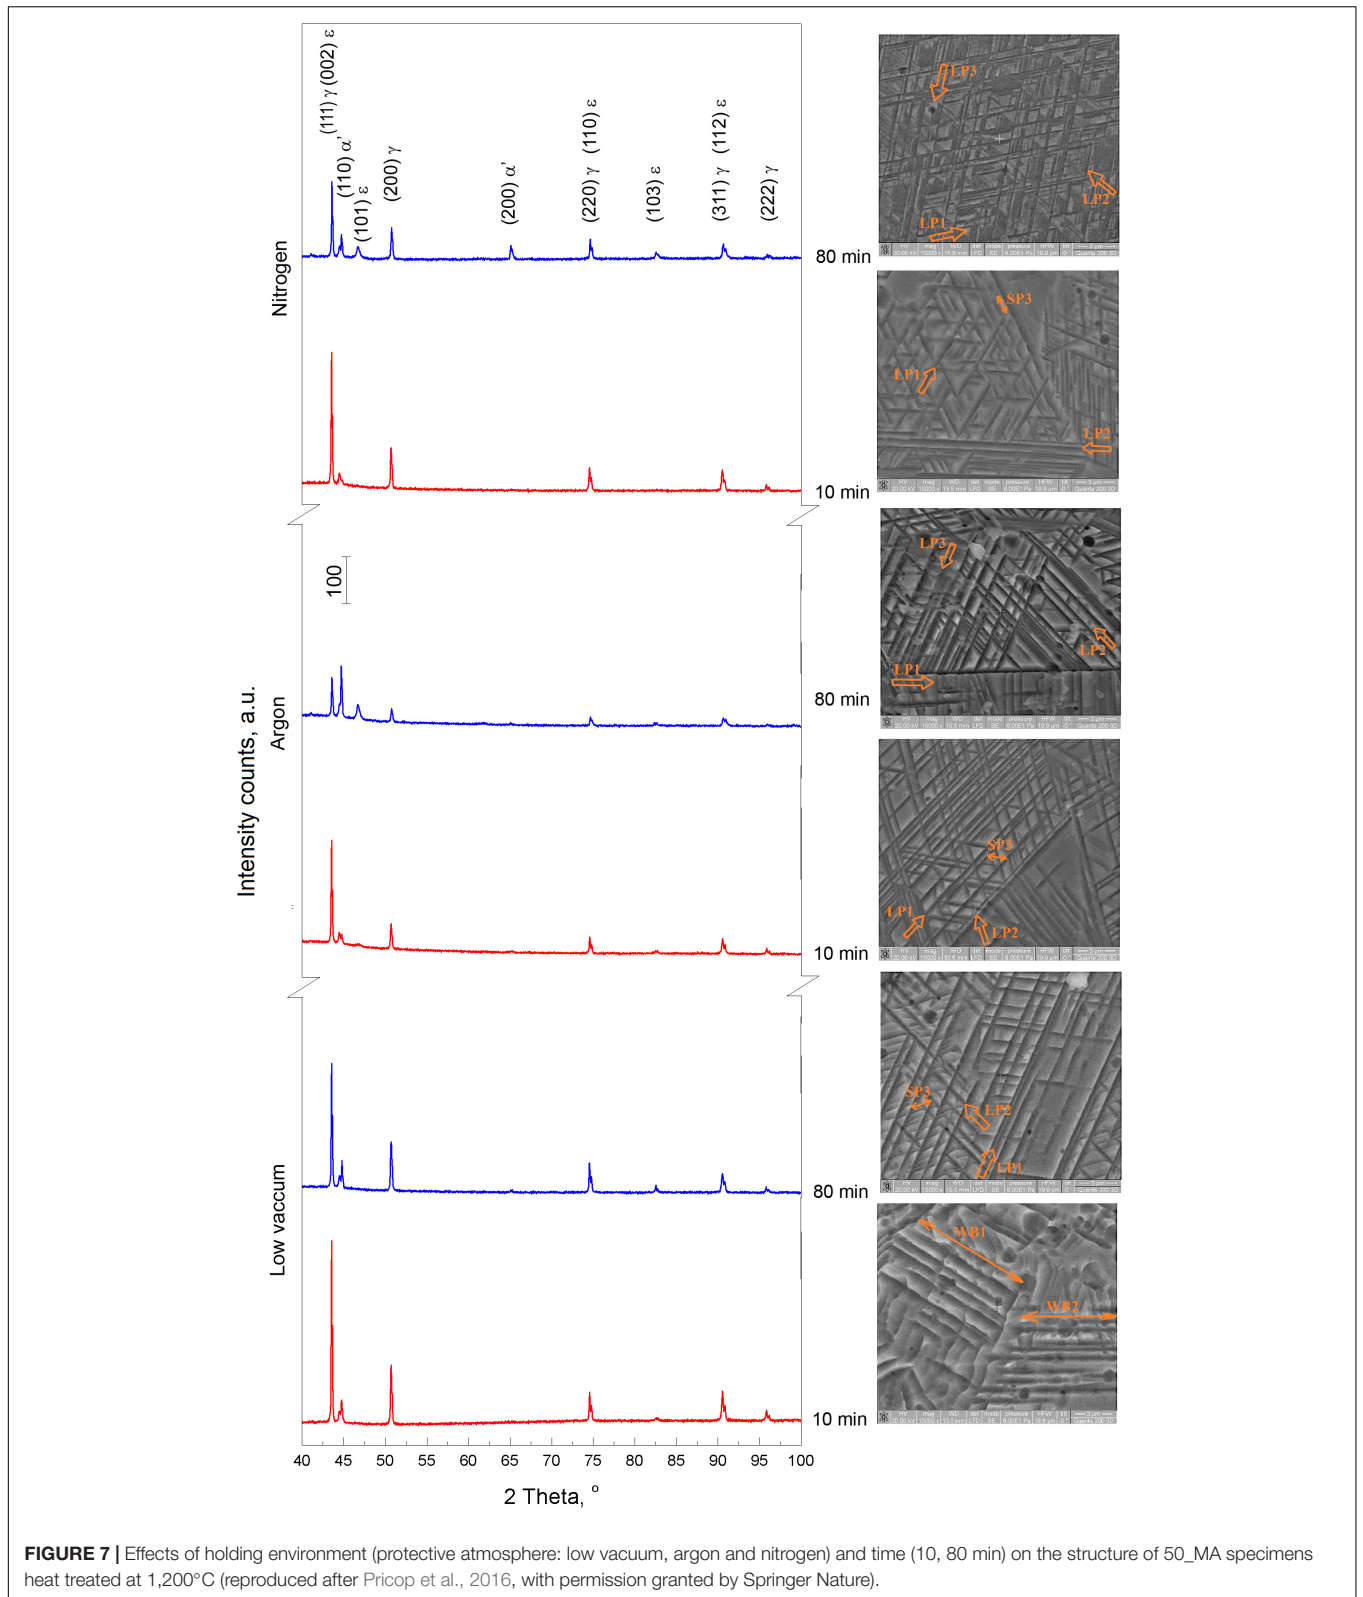 (111) γ (002) ε
(110) α'
(101) ε
(200) γ
(200) α'
(220) γ (110) ε
(103) ε
(311) γ (112) ε
(222) γ
Nitrogen
80 min
10 min
LP3
LP2
LP1
SP3
LP1
LP2
100
Intensity counts, a.u.
Argon
80 min
10 min
LP3
LP2
LP1
SP3
LP1
LP2
Low vaccum
80 min
10 min
SP3
LP2
LP1
WB1
WB2
40 45 50 55 60 65 70 75 80 85 90 95 100
2 Theta, °
FIGURE 7 | Effects of holding environment (protective atmosphere: low vacuum, argon and nitrogen) and time (10, 80 min) on the structure of 50_MA specimens
heat treated at 1,200°C (reproduced after Pricop et al., 2016, with permission granted by Springer Nature).